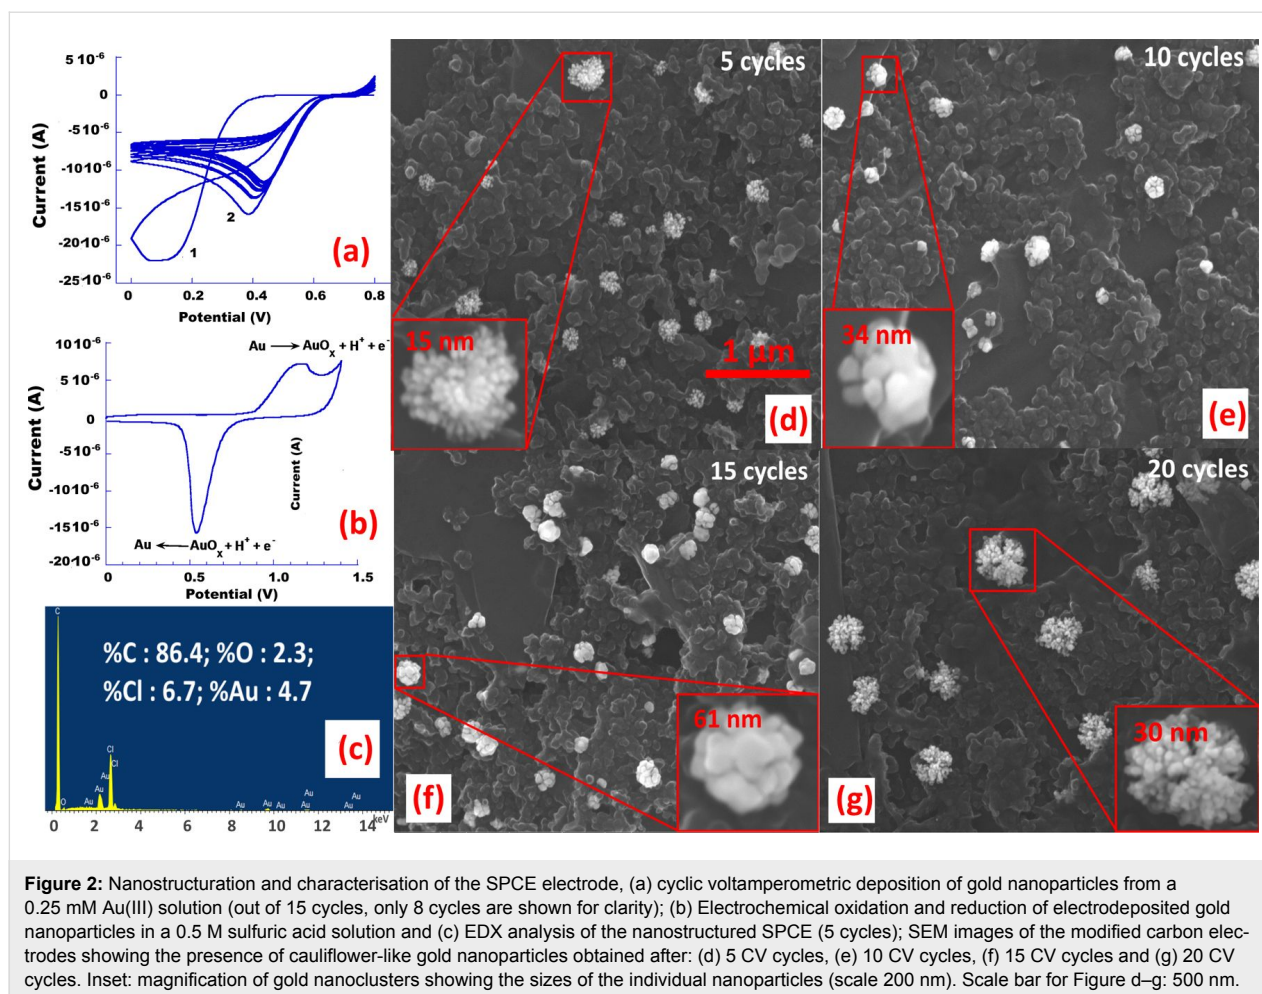 5 10⁻⁶
0
-5·10⁻⁶
-10·10⁻⁶
-15·10⁻⁶
-20·10⁻⁶
-25·10⁻⁶
Current (A)
2
1
(a)
0 0.2 0.4 0.6 0.8
Potential (V)
10 10⁻⁶
5 10⁻⁶
0
-5·10⁻⁶
-10·10⁻⁶
-15·10⁻⁶
-20·10⁻⁶
Current (A)
Au ⟶ AuOₓ + H⁺ + e⁻
Current (A)
(b)
Au ⟵ AuOₓ + H⁺ + e⁻
0 0.5 1.0 1.5
Potential (V)
C
%C : 86.4; %O : 2.3;
%Cl : 6.7; %Au : 4.7
(c)
Cl
Cl
Au
Au
O
Au
Au
Au
Au
Au
Au
Au
Au
0 2 4 6 8 10 12 14 keV
5 cycles
15 nm
1 µm
(d)
10 cycles
34 nm
(e)
15 cycles
61 nm
(f)
20 cycles
30 nm
(g)
Figure 2: Nanostructuration and characterisation of the SPCE electrode, (a) cyclic voltamperometric deposition of gold nanoparticles from a
0.25 mM Au(III) solution (out of 15 cycles, only 8 cycles are shown for clarity); (b) Electrochemical oxidation and reduction of electrodeposited gold
nanoparticles in a 0.5 M sulfuric acid solution and (c) EDX analysis of the nanostructured SPCE (5 cycles); SEM images of the modified carbon elec-
trodes showing the presence of cauliflower-like gold nanoparticles obtained after: (d) 5 CV cycles, (e) 10 CV cycles, (f) 15 CV cycles and (g) 20 CV
cycles. Inset: magnification of gold nanoclusters showing the sizes of the individual nanoparticles (scale 200 nm). Scale bar for Figure d–g: 500 nm.